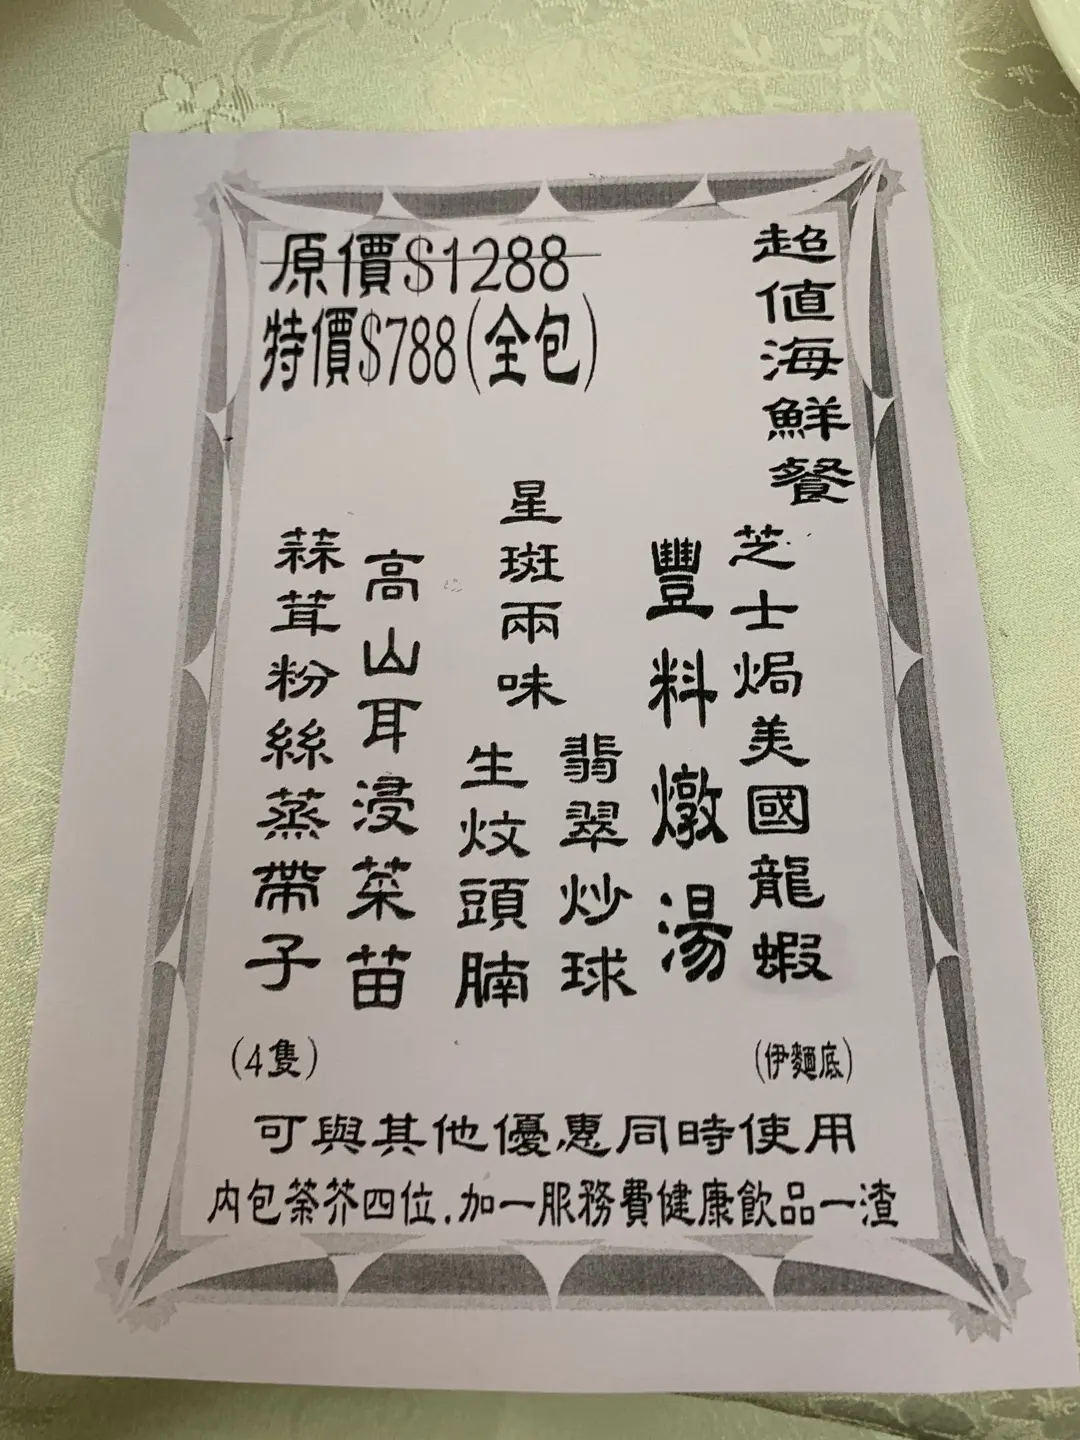 超值海鮮餐
原價$1288
特價$788(全包)
芝士焗美國龍蝦
(伊麵底)
豐料燉湯
星斑兩味
翡翠炒球
生炆頭腩
高山耳浸菜苗
蒜茸粉絲蒸帶子
(4隻)
可與其他優惠同時使用
内包茶芥四位.加一服務費健康飲品一渣